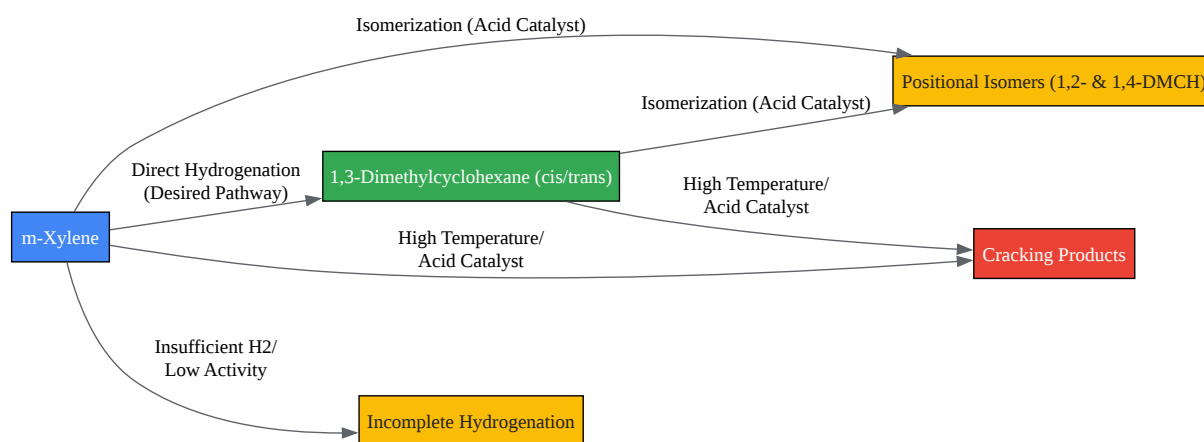 Isomerization (Acid Catalyst)
Positional Isomers (1,2- & 1,4-DMCH)
Isomerization (Acid Catalyst)
Direct Hydrogenation
(Desired Pathway)
1,3-Dimethylcyclohexane (cis/trans)
High Temperature/
Acid Catalyst
m-Xylene
High Temperature/
Acid Catalyst
Cracking Products
Insufficient H2/
Low Activity
Incomplete Hydrogenation